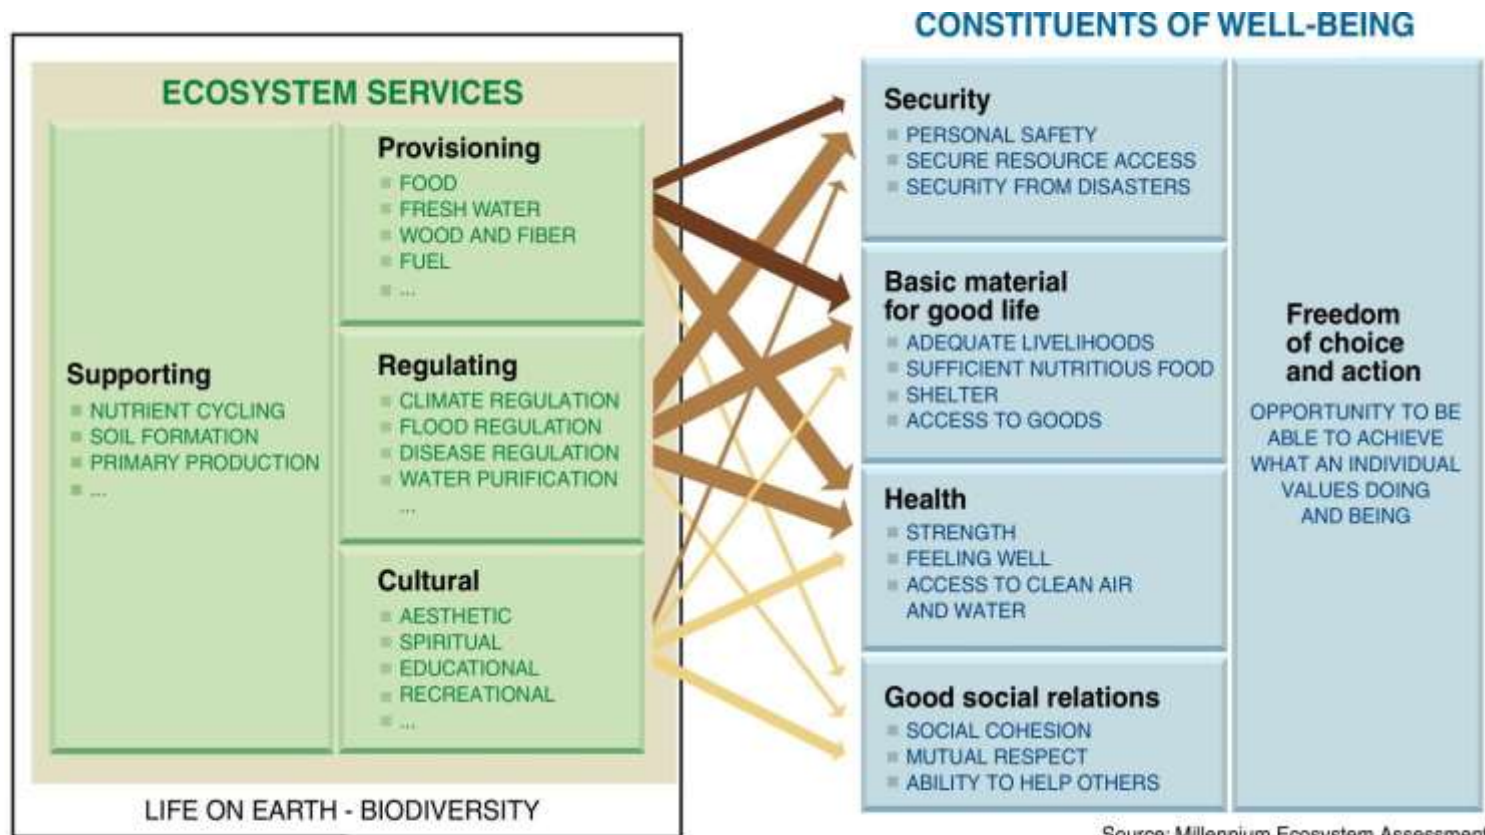 CONSTITUENTS OF WELL-BEING
ECOSYSTEM SERVICES
Supporting
NUTRIENT CYCLING
SOIL FORMATION
PRIMARY PRODUCTION
...
Provisioning
FOOD
FRESH WATER
WOOD AND FIBER
FUEL
...
Regulating
CLIMATE REGULATION
FLOOD REGULATION
DISEASE REGULATION
WATER PURIFICATION
...
Cultural
AESTHETIC
SPIRITUAL
EDUCATIONAL
RECREATIONAL
...
LIFE ON EARTH - BIODIVERSITY
Security
PERSONAL SAFETY
SECURE RESOURCE ACCESS
SECURITY FROM DISASTERS
Basic material
for good life
ADEQUATE LIVELIHOODS
SUFFICIENT NUTRITIOUS FOOD
SHELTER
ACCESS TO GOODS
Health
STRENGTH
FEELING WELL
ACCESS TO CLEAN AIR
AND WATER
Good social relations
SOCIAL COHESION
MUTUAL RESPECT
ABILITY TO HELP OTHERS
Freedom
of choice
and action
OPPORTUNITY TO BE
ABLE TO ACHIEVE
WHAT AN INDIVIDUAL
VALUES DOING
AND BEING
Source: Millennium Ecosystem Assessment